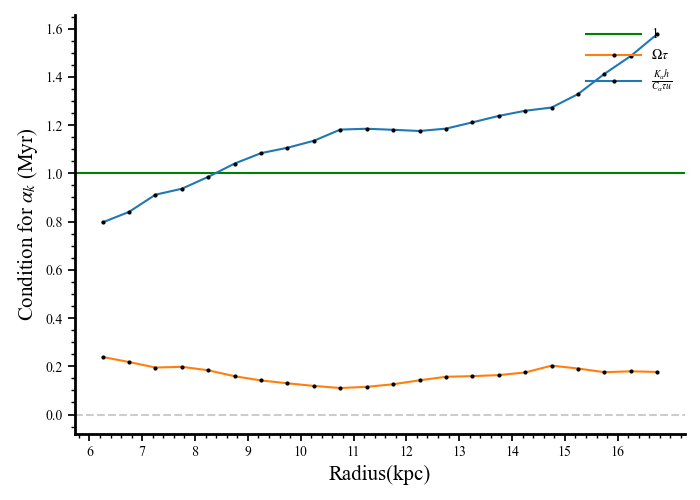 1
Ωτ
K_α h / C_α τu
Condition for α_k (Myr)
1.6
1.4
1.2
1.0
0.8
0.6
0.4
0.2
0.0
6 7 8 9 10 11 12 13 14 15 16
Radius(kpc)